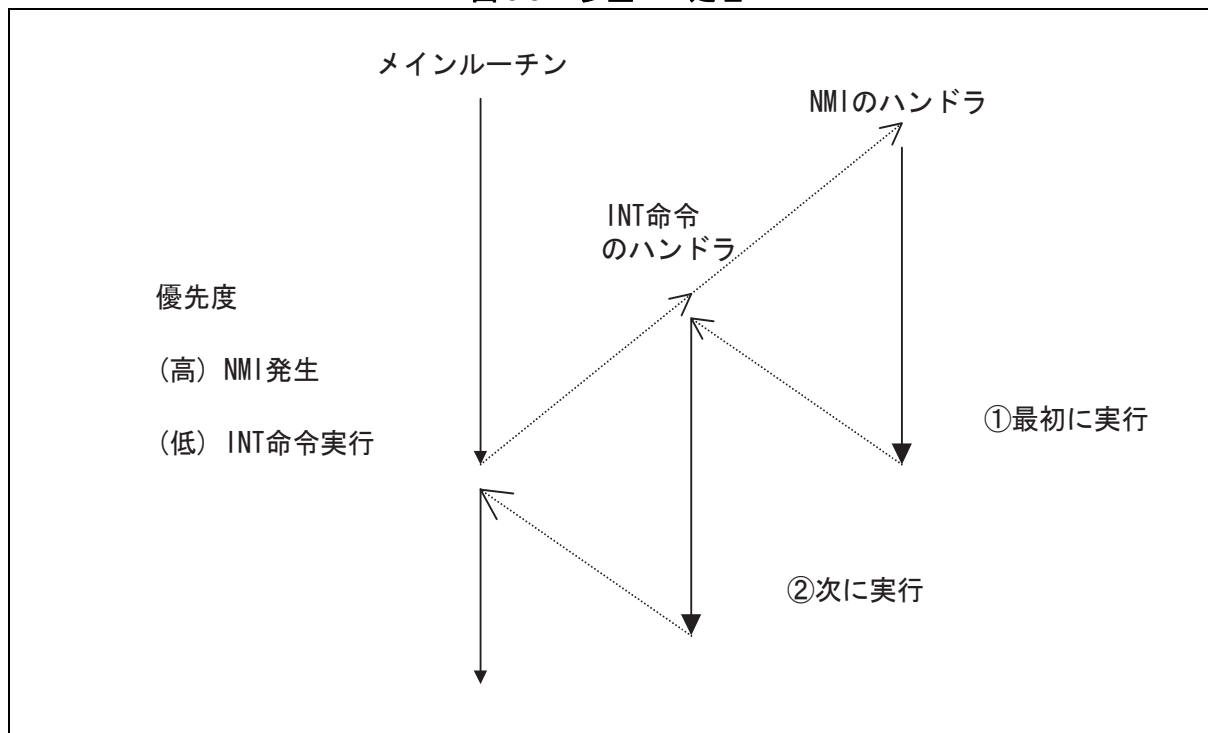 メインルーチン
NMIのハンドラ
INT命令
のハンドラ
優先度
(高) NMI発生
(低) INT命令実行
①最初に実行
②次に実行